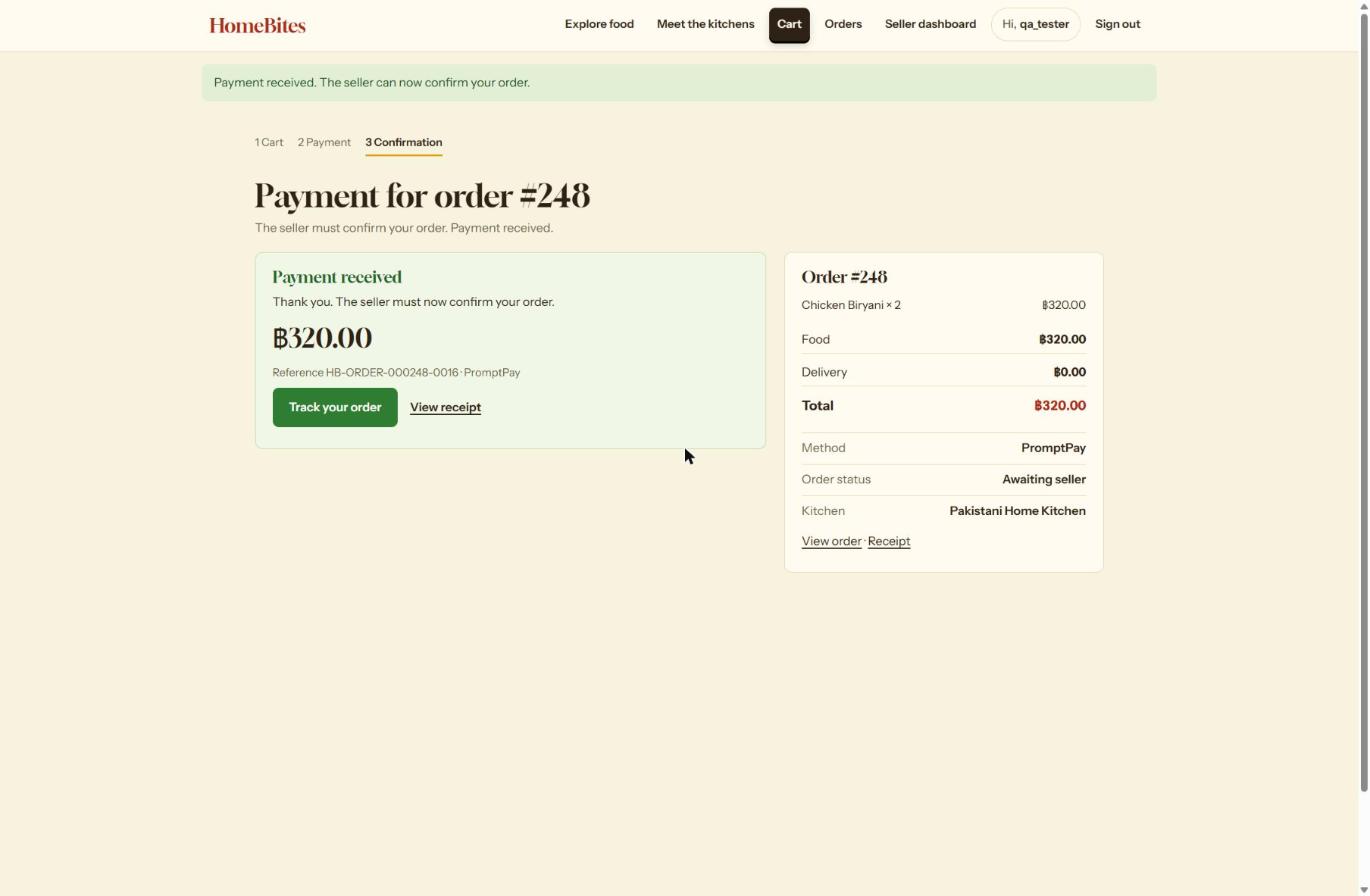 HomeBites
Explore food Meet the kitchens Cart Orders Seller dashboard Hi, qa_tester Sign out
Payment received. The seller can now confirm your order.
1 Cart 2 Payment 3 Confirmation
Payment for order #248
The seller must confirm your order. Payment received.
Payment received
Thank you. The seller must now confirm your order.
฿320.00
Reference HB-ORDER-000248-0016 · PromptPay
Track your order View receipt
Order #248
Chicken Biryani × 2 ฿320.00
Food ฿320.00
Delivery ฿0.00
Total ฿320.00
Method PromptPay
Order status Awaiting seller
Kitchen Pakistani Home Kitchen
View order · Receipt